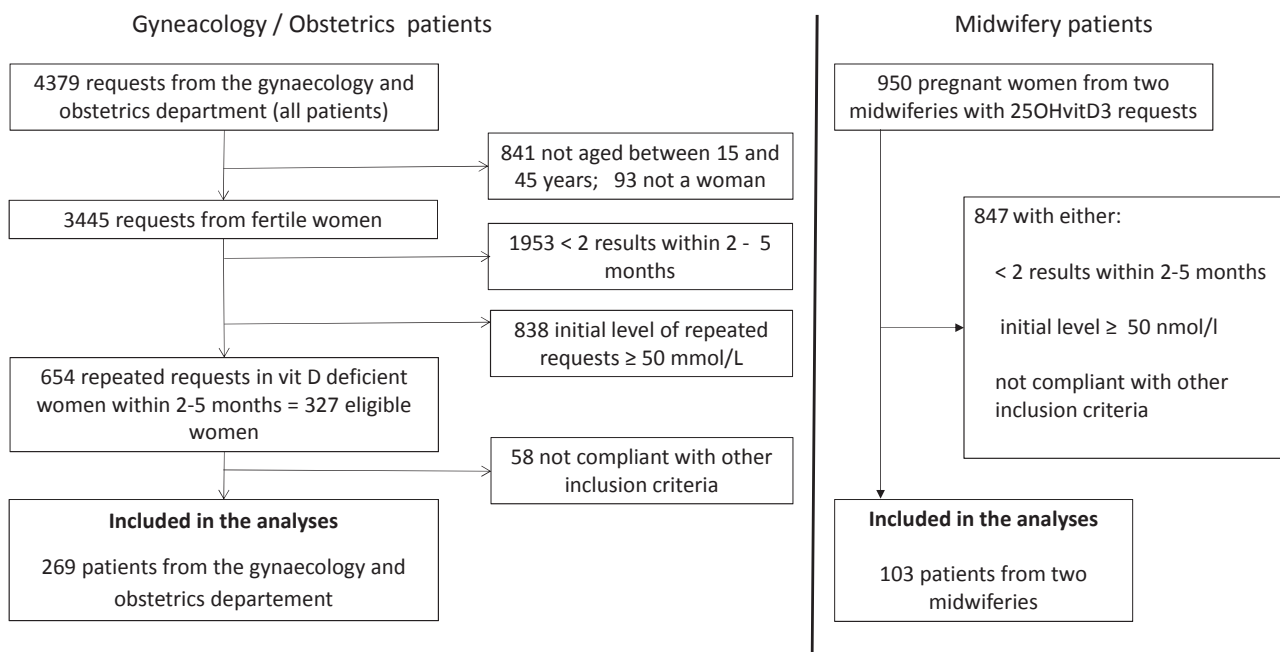 Gyneacology / Obstetrics patients
4379 requests from the gynaecology and
obstetrics department (all patients)
841 not aged between 15 and
45 years; 93 not a woman
3445 requests from fertile women
1953 < 2 results within 2 - 5
months
838 initial level of repeated
requests ≥ 50 mmol/L
654 repeated requests in vit D deficient
women within 2-5 months = 327 eligible
women
58 not compliant with other
inclusion criteria
Included in the analyses
269 patients from the gynaecology and
obstetrics departement
Midwifery patients
950 pregnant women from two
midwiferies with 25OHvitD3 requests
847 with either:
< 2 results within 2-5 months
initial level ≥ 50 nmol/l
not compliant with other
inclusion criteria
Included in the analyses
103 patients from two
midwiferies